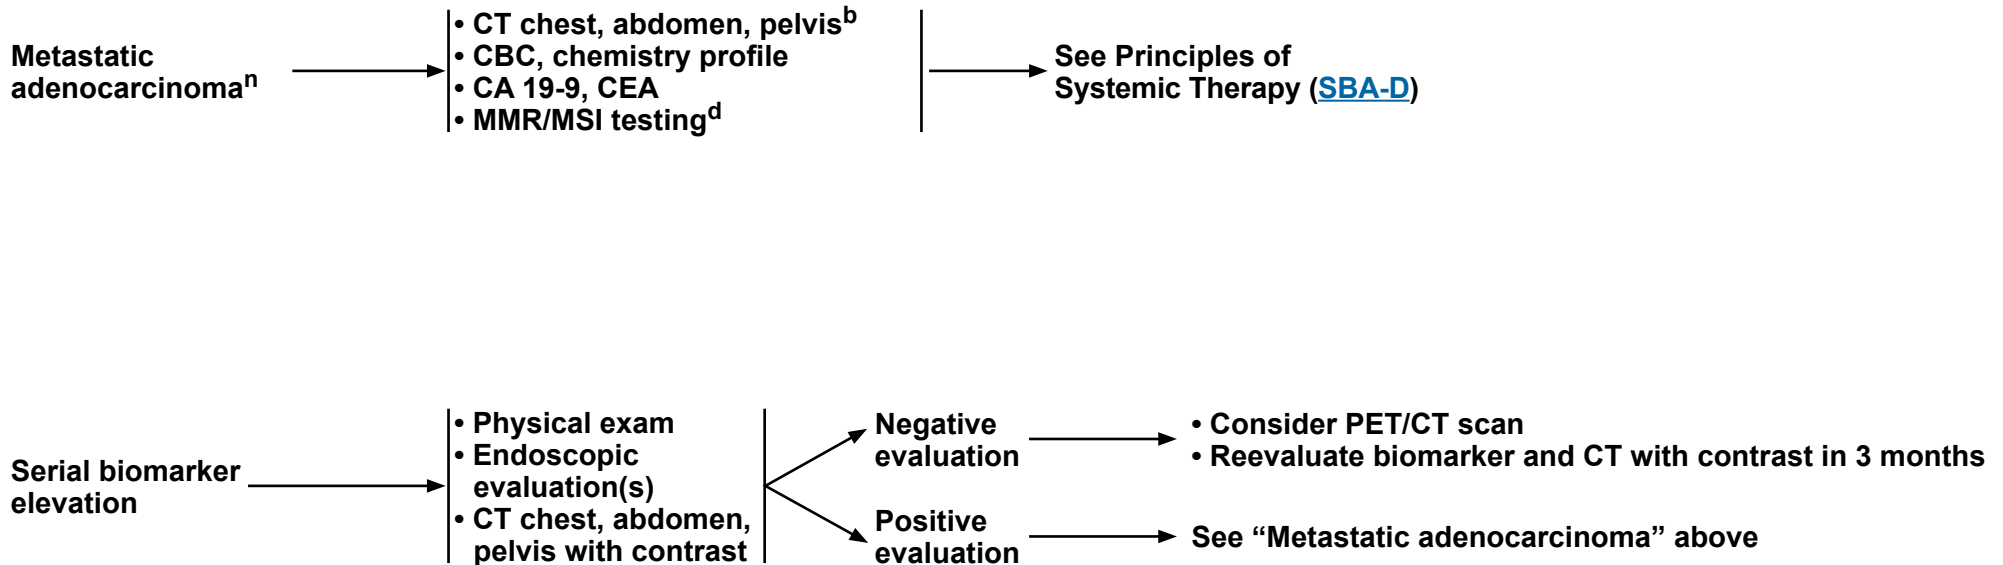 Metastatic
adenocarcinomaⁿ
• CT chest, abdomen, pelvisᵇ
• CBC, chemistry profile
• CA 19-9, CEA
• MMR/MSI testingᵈ
See Principles of
Systemic Therapy (SBA-D)
Serial biomarker
elevation
• Physical exam
• Endoscopic
evaluation(s)
• CT chest, abdomen,
pelvis with contrast
Negative
evaluation
• Consider PET/CT scan
• Reevaluate biomarker and CT with contrast in 3 months
Positive
evaluation
See “Metastatic adenocarcinoma” above